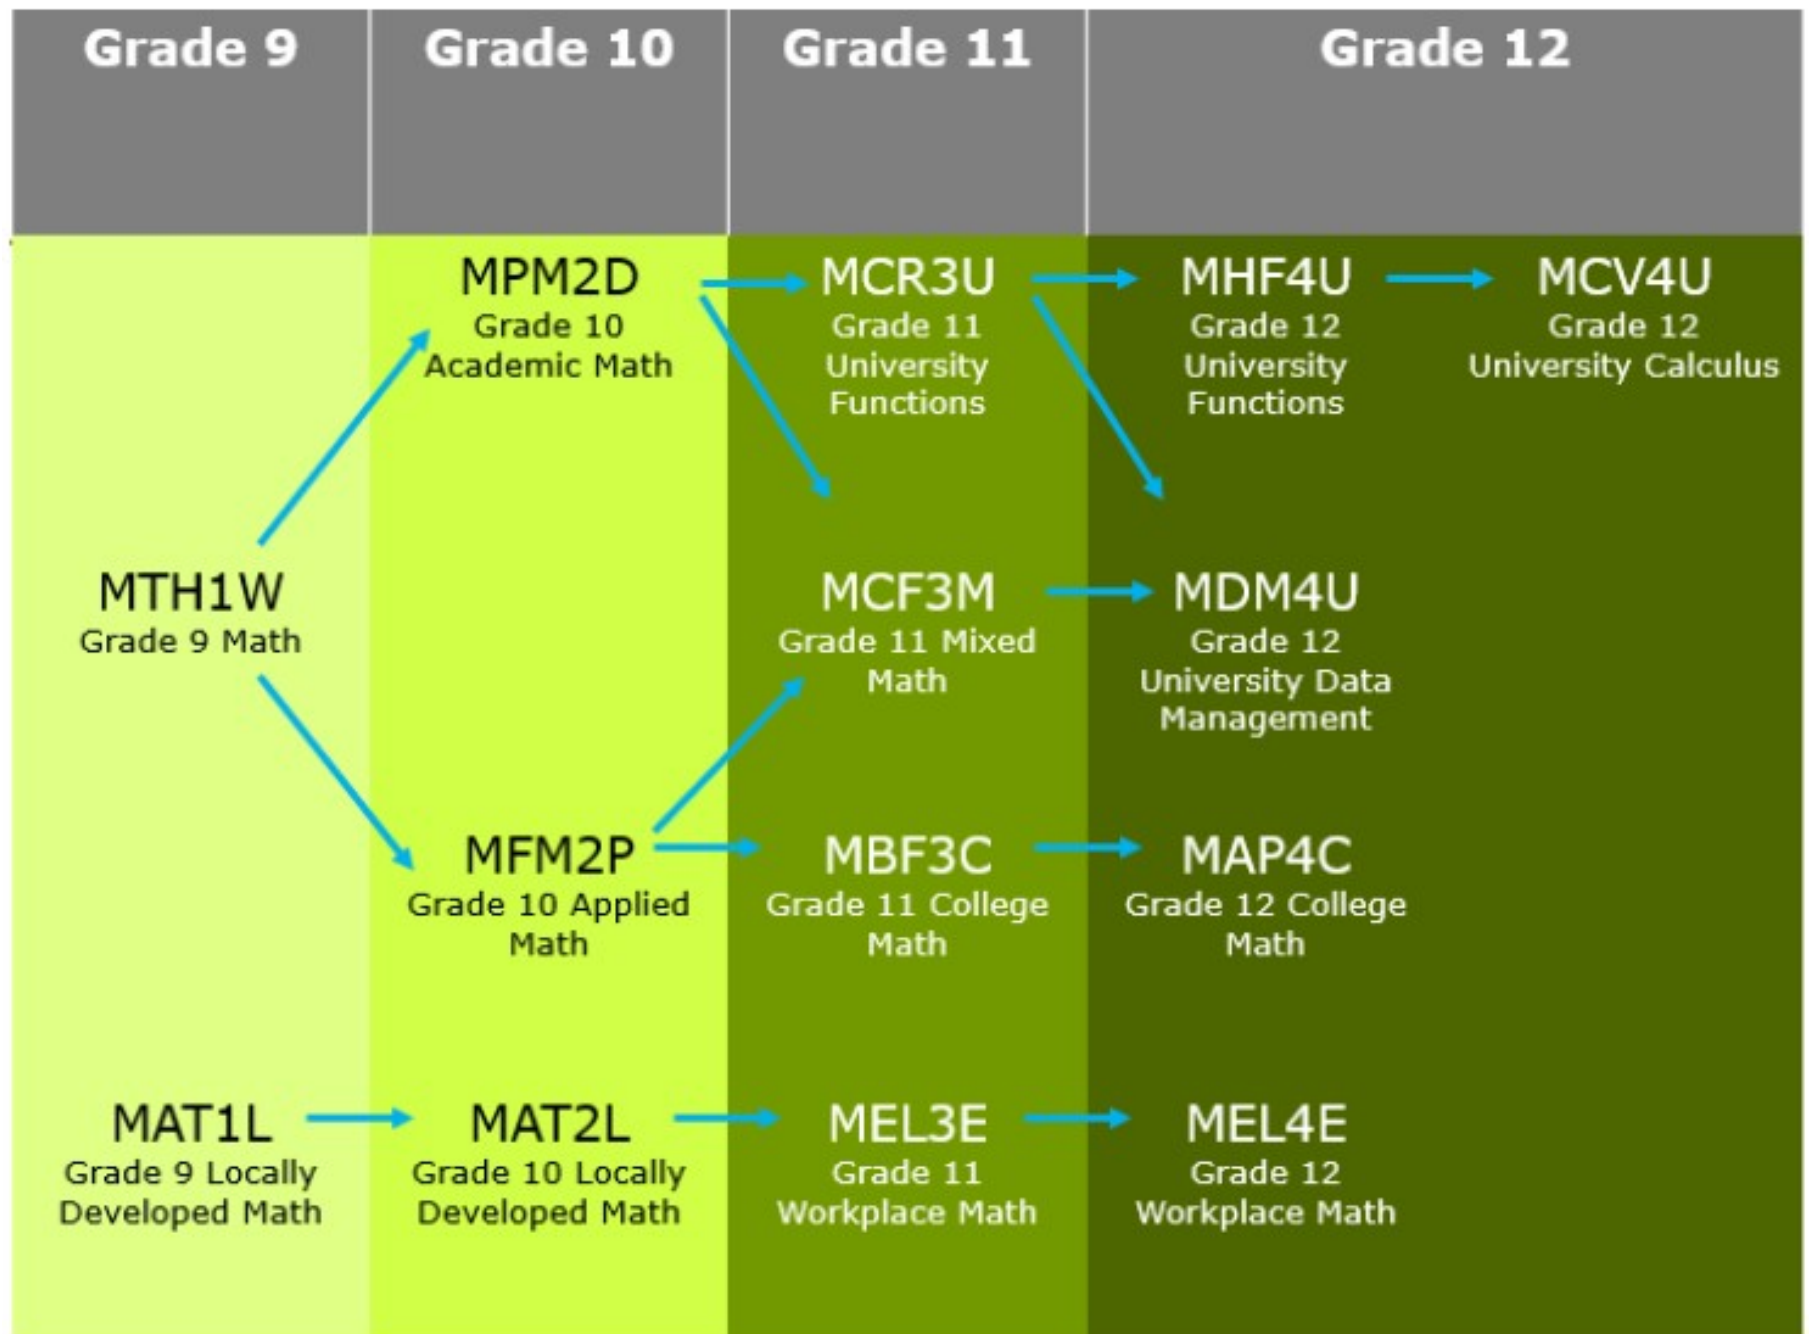 Grade 9
Grade 10
Grade 11
Grade 12
MPM2D
Grade 10
Academic Math
MCR3U
Grade 11
University
Functions
MHF4U
Grade 12
University
Functions
MCV4U
Grade 12
University Calculus
MTH1W
Grade 9 Math
MCF3M
Grade 11 Mixed
Math
MDM4U
Grade 12
University Data
Management
MFM2P
Grade 10 Applied
Math
MBF3C
Grade 11 College
Math
MAP4C
Grade 12 College
Math
MAT1L
Grade 9 Locally
Developed Math
MAT2L
Grade 10 Locally
Developed Math
MEL3E
Grade 11
Workplace Math
MEL4E
Grade 12
Workplace Math